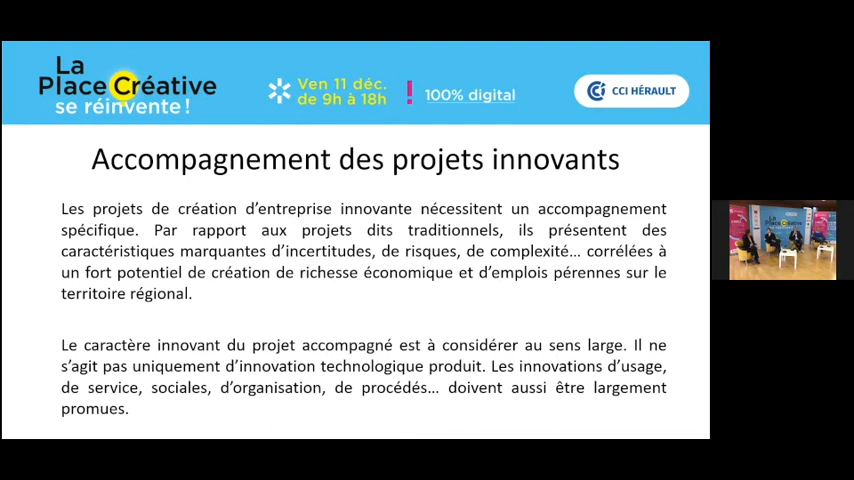 La
Place Créative
se réinvente !
Ven 11 déc.
de 9h à 18h
!
100% digital
CCI HÉRAULT
Accompagnement des projets innovants
Les projets de création d’entreprise innovante nécessitent un accompagnement
spécifique. Par rapport aux projets dits traditionnels, ils présentent des
caractéristiques marquantes d’incertitudes, de risques, de complexité… corrélées à
un fort potentiel de création de richesse économique et d’emplois pérennes sur le
territoire régional.
Le caractère innovant du projet accompagné est à considérer au sens large. Il ne
s’agit pas uniquement d’innovation technologique produit. Les innovations d’usage,
de service, sociales, d’organisation, de procédés… doivent aussi être largement
promues.
La
Place Créative